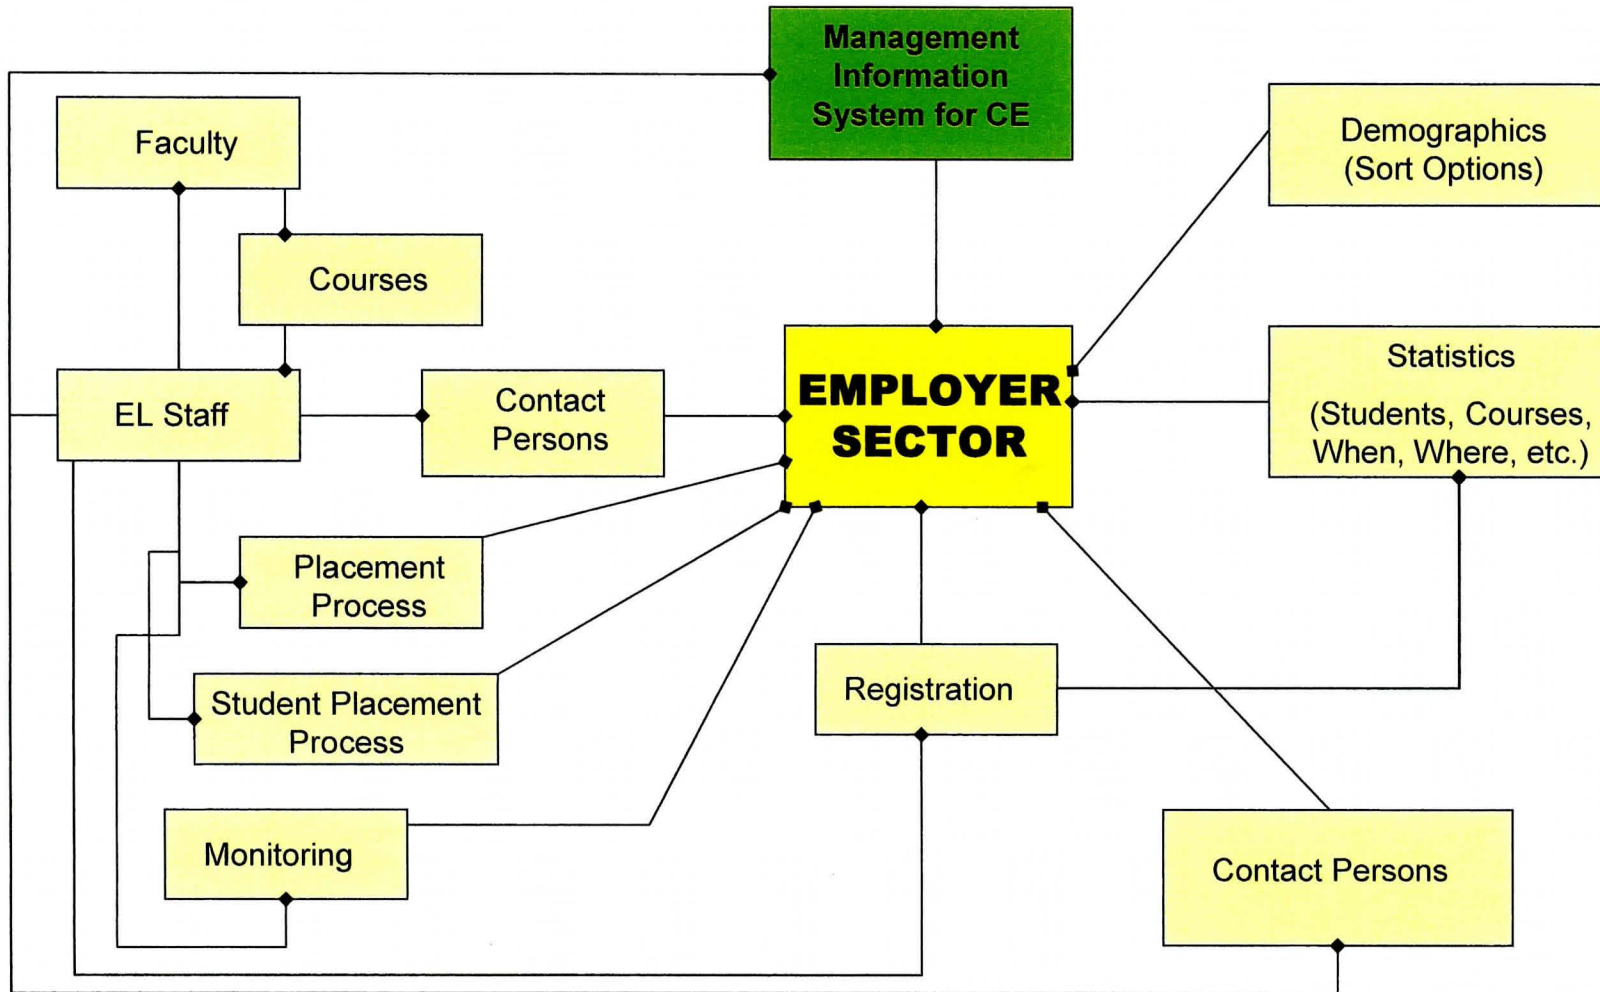 Management
Information
System for CE
Faculty
Demographics
(Sort Options)
Courses
EL Staff
Contact
Persons
EMPLOYER
SECTOR
Statistics
(Students, Courses,
When, Where, etc.)
Placement
Process
Student Placement
Process
Registration
Monitoring
Contact Persons